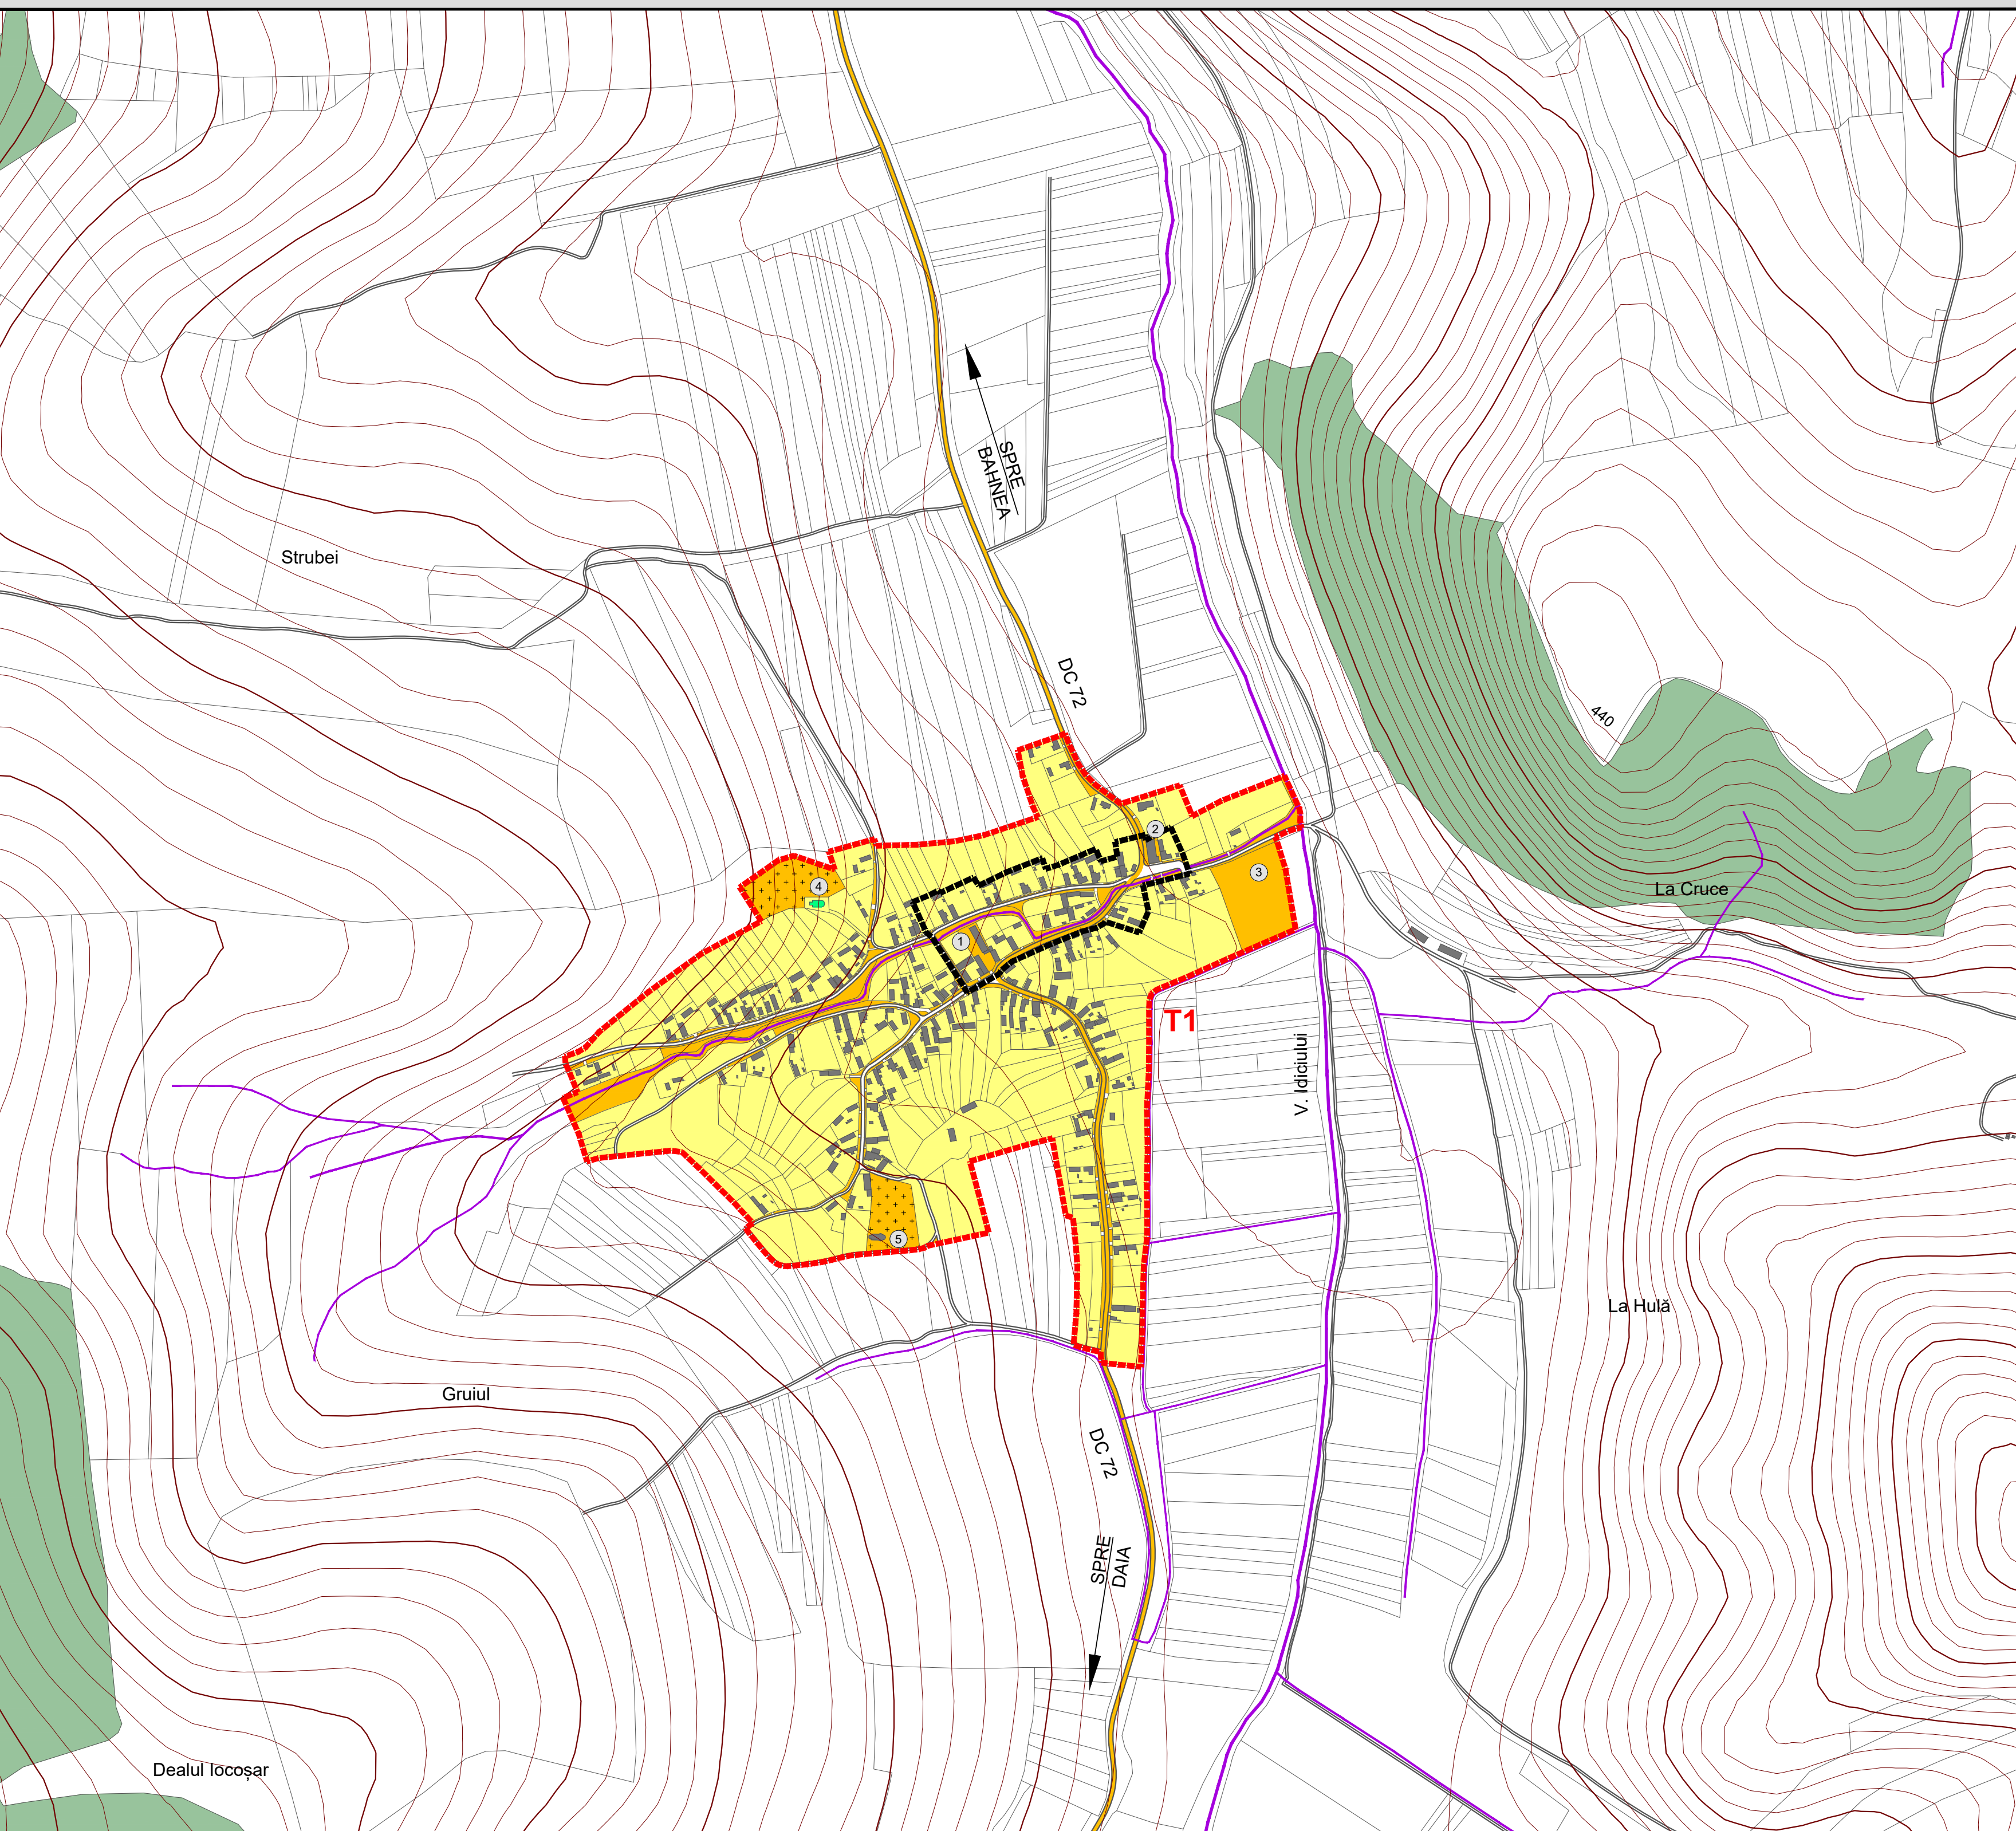 SPRE
BAHNEA
Strubei
DC 72
440
2
3
4
La Cruce
1
T1
V. Idiciului
5
La Hulă
Gruiul
DC 72
SPRE
DAIA
Dealul Iocoșar